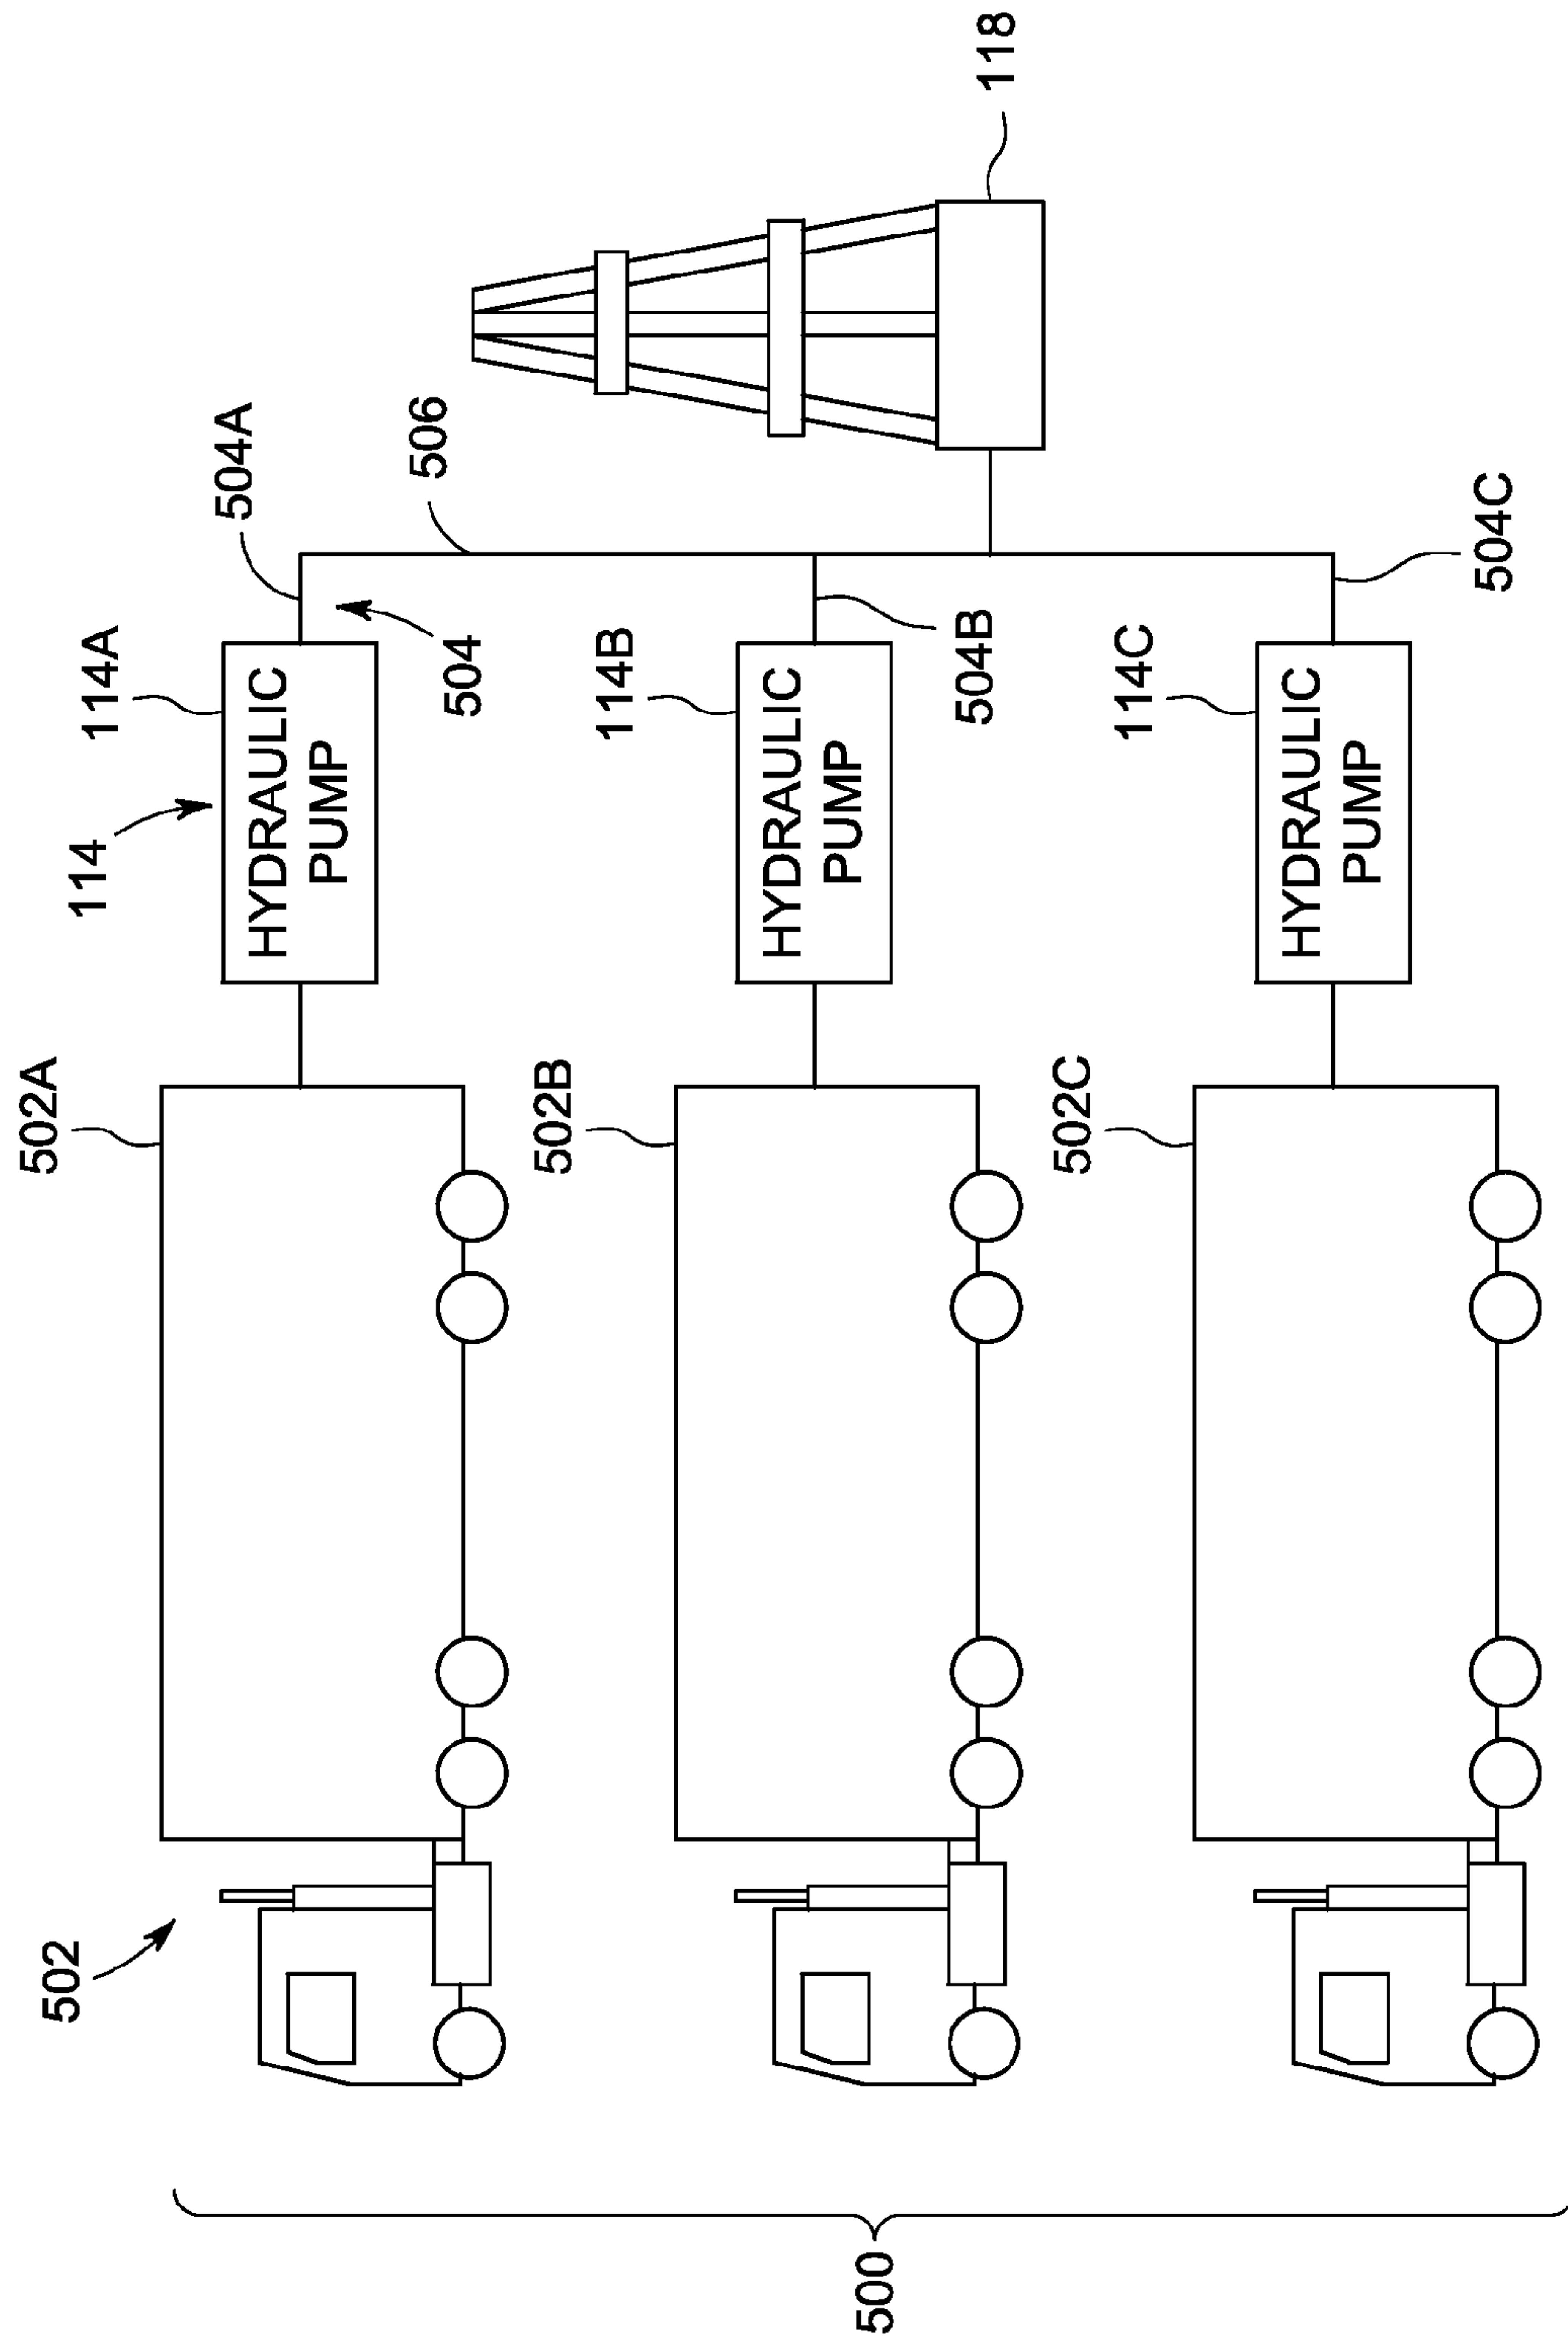 500
502
502A
114
114A
HYDRAULIC
PUMP
504A
504
506
118
502B
114B
HYDRAULIC
PUMP
504B
502C
114C
HYDRAULIC
PUMP
504C